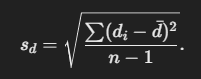 s_d = \sqrt{\frac{\sum(d_i - \bar{d})^2}{n - 1}}.